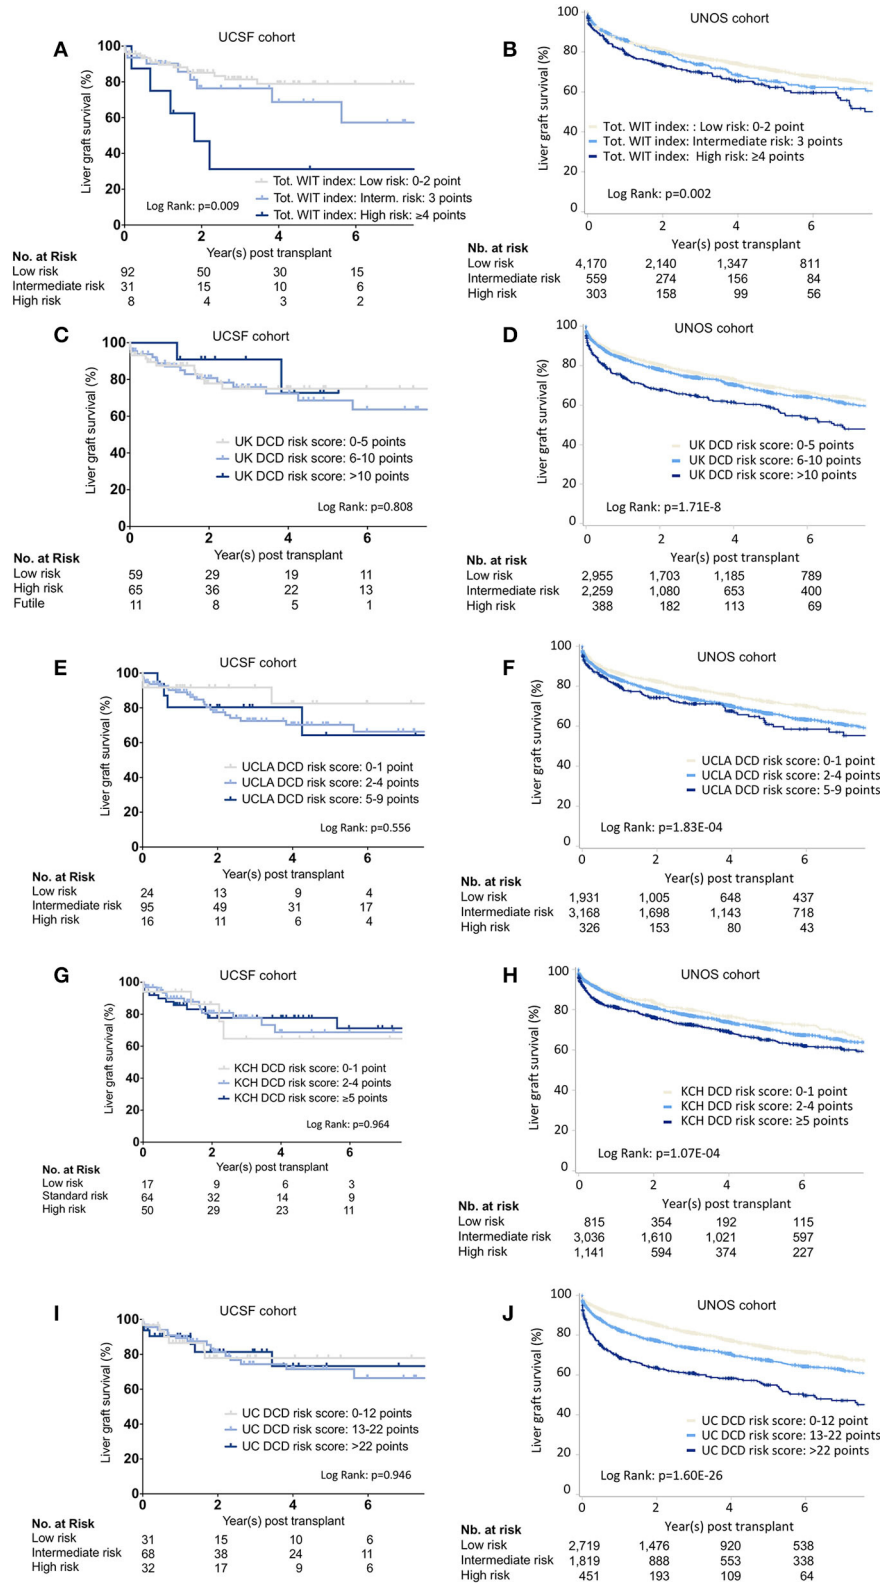 A
UCSF cohort
Liver graft survival (%)
100
80
60
40
20
0
Tot. WIT index: Low risk: 0-2 point
Tot. WIT index: Interm. risk: 3 points
Tot. WIT index: High risk: ≥4 points
Log Rank: p=0.009
0 2 4 6
Year(s) post transplant
No. at Risk
Low risk 92 50 30 15
Intermediate risk 31 15 10 6
High risk 8 4 3 2
B
UNOS cohort
Liver graft survival (%)
100
80
60
40
20
0
Tot. WIT index: : Low risk: 0-2 point
Tot. WIT index: Intermediate risk: 3 points
Tot. WIT index: High risk: ≥4 points
Log Rank: p=0.002
0 2 4 6
Year(s) post transplant
Nb. at risk
Low risk 4,170 2,140 1,347 811
Intermediate risk 559 274 156 84
High risk 303 158 99 56
C
UCSF cohort
Liver graft survival (%)
100
80
60
40
20
0
UK DCD risk score: 0-5 points
UK DCD risk score: 6-10 points
UK DCD risk score: >10 points
Log Rank: p=0.808
0 2 4 6
Year(s) post transplant
No. at Risk
Low risk 59 29 19 11
High risk 65 36 22 13
Futile 11 8 5 1
D
UNOS cohort
Liver graft survival (%)
100
80
60
40
20
0
UK DCD risk score: 0-5 points
UK DCD risk score: 6-10 points
UK DCD risk score: >10 points
Log Rank: p=1.71E-8
0 2 4 6
Year(s) post transplant
Nb. at risk
Low risk 2,955 1,703 1,185 789
Intermediate risk 2,259 1,080 653 400
High risk 388 182 113 69
E
UCSF cohort
Liver graft survival (%)
100
80
60
40
20
0
UCLA DCD risk score: 0-1 point
UCLA DCD risk score: 2-4 points
UCLA DCD risk score: 5-9 points
Log Rank: p=0.556
0 2 4 6
Year(s) post transplant
No. at Risk
Low risk 24 13 9 4
Intermediate risk 95 49 31 17
High risk 16 11 6 4
F
UNOS cohort
Liver graft survival (%)
100
80
60
40
20
0
UCLA DCD risk score: 0-1 point
UCLA DCD risk score: 2-4 points
UCLA DCD risk score: 5-9 points
Log Rank: p=1.83E-04
0 2 4 6
Year(s) post transplant
Nb. at risk
Low risk 1,931 1,005 648 437
Intermediate risk 3,168 1,698 1,143 718
High risk 326 153 80 43
G
UCSF cohort
Liver graft survival (%)
100
80
60
40
20
0
KCH DCD risk score: 0-1 point
KCH DCD risk score: 2-4 points
KCH DCD risk score: ≥5 points
Log Rank: p=0.964
0 2 4 6
Year(s) post transplant
No. at Risk
Low risk 17 9 6 3
Standard risk 64 32 14 9
High risk 50 29 23 11
H
UNOS cohort
Liver graft survival (%)
100
80
60
40
20
0
KCH DCD risk score: 0-1 point
KCH DCD risk score: 2-4 points
KCH DCD risk score: ≥5 points
Log Rank: p=1.07E-04
0 2 4 6
Year(s) post transplant
Nb. at risk
Low risk 815 354 192 115
Intermediate risk 3,036 1,610 1,021 597
High risk 1,141 594 374 227
I
UCSF cohort
Liver graft survival (%)
100
80
60
40
20
0
UC DCD risk score: 0-12 points
UC DCD risk score: 13-22 points
UC DCD risk score: >22 points
Log Rank: p=0.946
0 2 4 6
Year(s) post transplant
No. at Risk
Low risk 31 15 10 6
Intermediate risk 68 38 24 11
High risk 32 17 9 6
J
UNOS cohort
Liver graft survival (%)
100
80
60
40
20
0
UC DCD risk score: 0-12 point
UC DCD risk score: 13-22 points
UC DCD risk score: >22 points
Log Rank: p=1.60E-26
0 2 4 6
Year(s) post transplant
Nb. at risk
Low risk 2,719 1,476 920 538
Intermediate risk 1,819 888 553 338
High risk 451 193 109 64